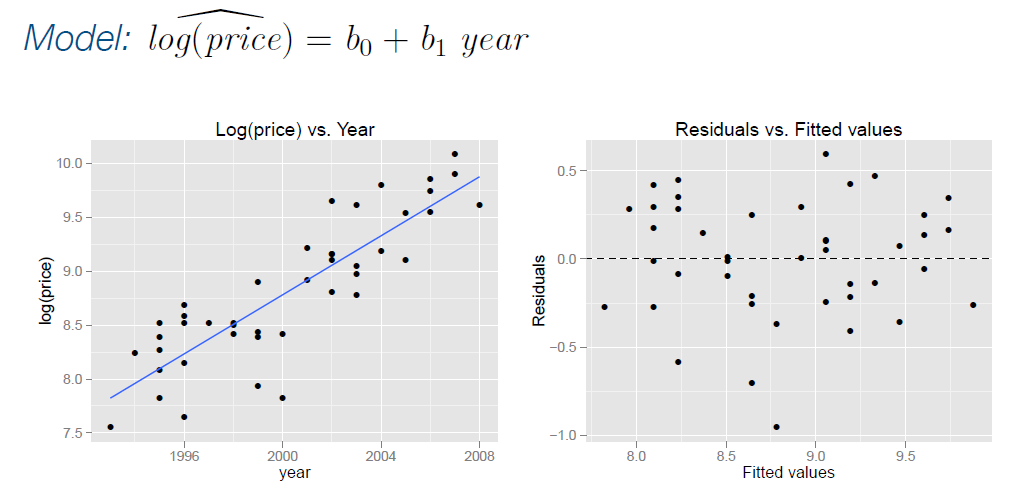 Model: \widehat{log(price)} = b₀ + b₁ year
Log(price) vs. Year
10.0
9.5
9.0
8.5
8.0
7.5
log(price)
1996 2000 2004 2008
year
Residuals vs. Fitted values
0.5
0.0
−0.5
−1.0
Residuals
8.0 8.5 9.0 9.5
Fitted values